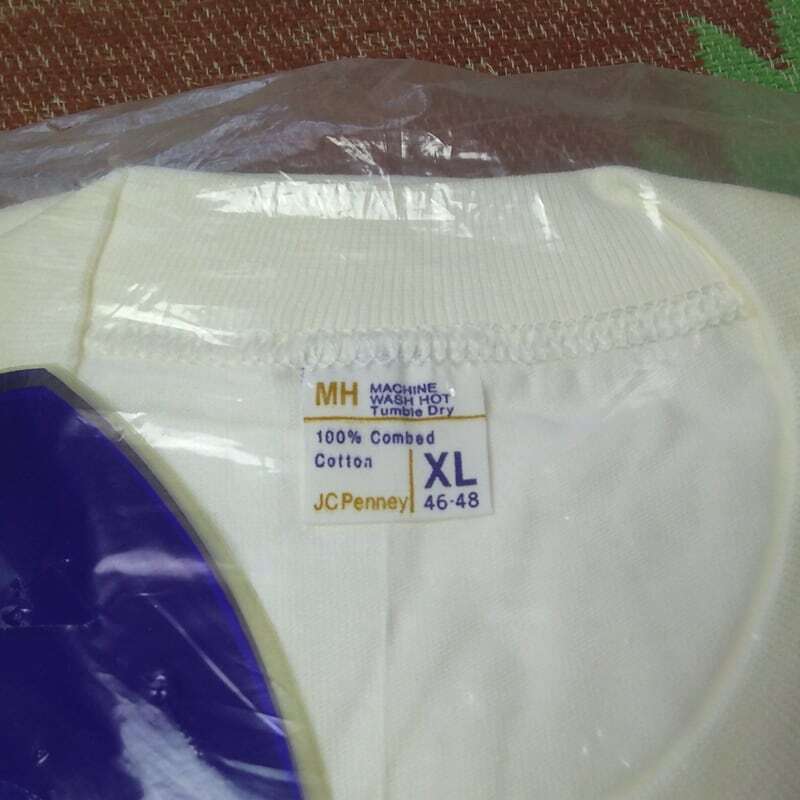 MH MACHINE
WASH HOT
Tumble Dry
100% Combed
Cotton
XL
JCPenney
46-48